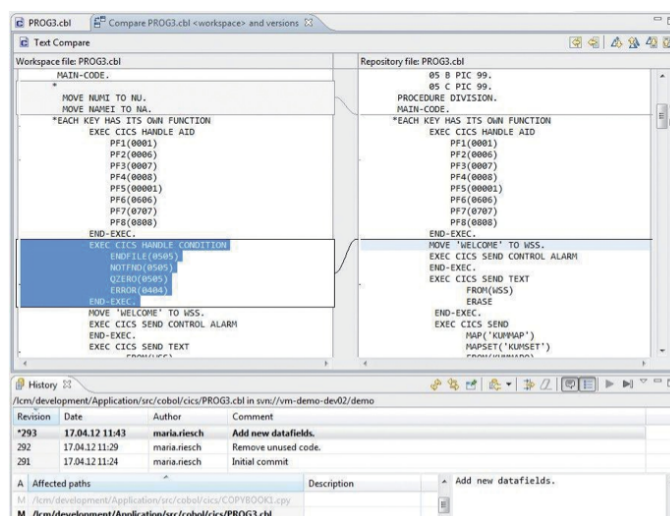 PROG3.cbl
Compare PROG3.cbl <workspace> and versions
Text Compare
Workspace file: PROG3.cbl
MAIN-CODE.
*
MOVE NUMI TO NU.
MOVE NAMEI TO NA.
*EACH KEY HAS ITS OWN FUNCTION
EXEC CICS HANDLE AID
PF1(0001)
PF2(0006)
PF3(0007)
PF4(0008)
PF5(00001)
PF6(0606)
PF7(0707)
PF8(0808)
END-EXEC.
EXEC CICS HANDLE CONDITION
ENDFILE(0505)
NOTFND(0505)
QZERO(0505)
ERROR(0404)
END-EXEC.
MOVE 'WELCOME' TO WSS.
EXEC CICS SEND CONTROL ALARM
END-EXEC.
EXEC CICS SEND TEXT
Repository file: PROG3.cbl
05 B PIC 99.
05 C PIC 99.
PROCEDURE DIVISION.
MAIN-CODE.
*EACH KEY HAS ITS OWN FUNCTION
EXEC CICS HANDLE AID
PF1(0001)
PF2(0006)
PF3(0007)
PF4(0008)
PF5(00001)
PF6(0606)
PF7(0707)
PF8(0808)
END-EXEC.
MOVE 'WELCOME' TO WSS.
EXEC CICS SEND CONTROL ALARM
END-EXEC.
EXEC CICS SEND TEXT
FROM(WSS)
ERASE
END-EXEC.
EXEC CICS SEND
MAP('KUMMAP')
MAPSET('KUMSET')
History
/lcm/development/Application/src/cobol/cics/PROG3.cbl in svn://vm-demo-dev02/demo
Revision Date Author Comment
*293 17.04.12 11:43 maria.riesch Add new datafields.
292 17.04.12 11:29 maria.riesch Remove unused code.
291 17.04.12 11:24 maria.riesch Initial commit
A Affected paths Description
M /lcm/development/Application/src/cobol/cics/COPYBOOK1.cpy
M /lcm/development/Application/src/cobol/cics/PROG3.cbl
Add new datafields.